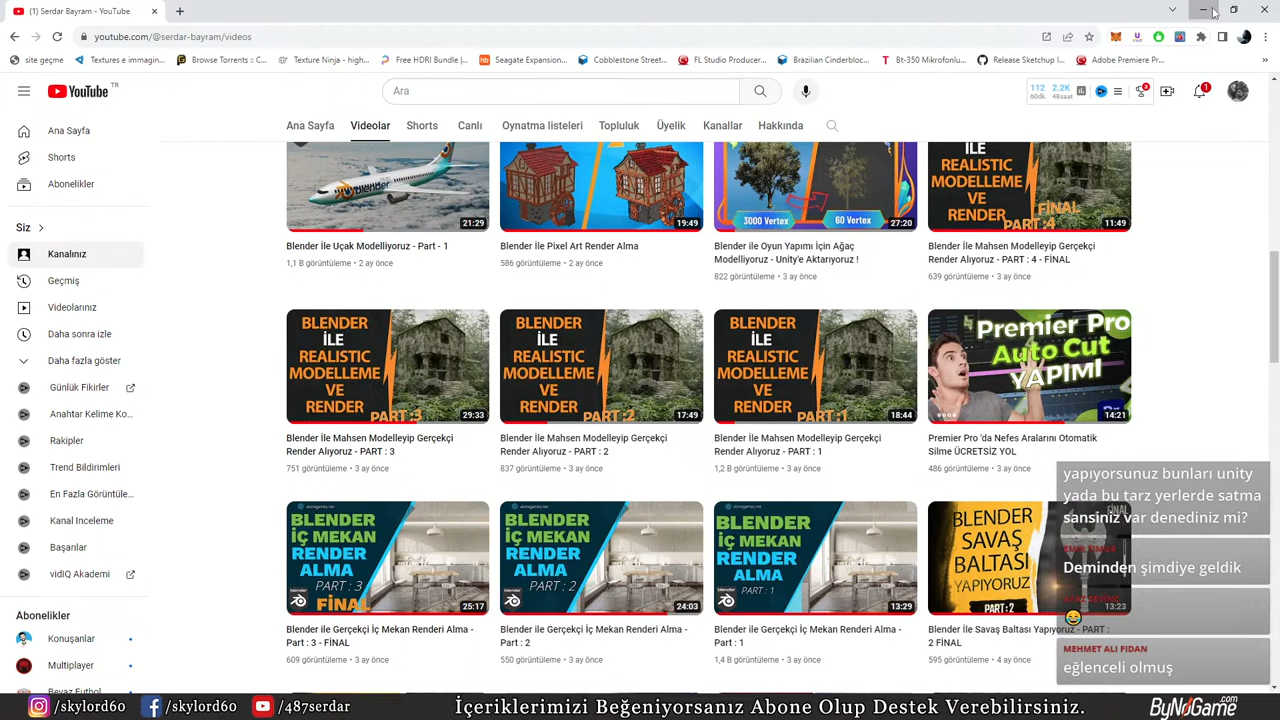 (1) Serdar Bayram - YouTube
youtube.com/@serdar-bayram/videos
site geçme
Textures e immagin...
Browse Torrents :: C...
Texture Ninja - high...
Free HDRI Bundle |...
Seagate Expansion...
Cobblestone Street...
FL Studio Producer...
Brazilian Cinderbloc...
Bt-350 Mikrofonlu...
Release Sketchup I...
Adobe Premiere Pro...
YouTube TR
Ara
112
60dk.
2.2K
48saat
Ana Sayfa
Videolar
Shorts
Canlı
Oynatma listeleri
Topluluk
Üyelik
Kanallar
Hakkında
Ana Sayfa
Shorts
Abonelikler
Siz
Kanalınız
Geçmiş
Videolarınız
Daha sonra izle
Daha fazla göster
Günlük Fikirler
Anahtar Kelime Ko...
Rakipler
Trend Bildirimleri
En Fazla Görüntüle...
Kanal Inceleme
Başarılar
vidIQ Akademi
Abonelikler
Konuşanlar
Multiplayer
Beyaz Futbol
Blender
21:29
Blender İle Uçak Modelliyoruz - Part - 1
1,1 B görüntüleme • 2 ay önce
19:49
Blender İle Pixel Art Render Alma
586 görüntüleme • 2 ay önce
3000 Vertex
60 Vertex
27:20
Blender ile Oyun Yapımı İçin Ağaç
Modelliyoruz - Unity'e Aktarıyoruz !
822 görüntüleme • 3 ay önce
İLE
REALISTIC
MODELLEME
VE
RENDER
FİNAL
PART:4
11:49
Blender İle Mahsen Modelleyip Gerçekçi
Render Alıyoruz - PART : 4 - FİNAL
639 görüntüleme • 3 ay önce
BLENDER
İLE
REALISTIC
MODELLEME
VE
RENDER
PART:3
29:33
Blender İle Mahsen Modelleyip Gerçekçi
Render Alıyoruz - PART : 3
751 görüntüleme • 3 ay önce
BLENDER
İLE
REALISTIC
MODELLEME
VE
RENDER
PART:2
17:49
Blender İle Mahsen Modelleyip Gerçekçi
Render Alıyoruz - PART : 2
837 görüntüleme • 3 ay önce
BLENDER
İLE
REALISTIC
MODELLEME
VE
RENDER
PART:1
18:44
Blender İle Mahsen Modelleyip Gerçekçi
Render Alıyoruz - PART : 1
1,2 B görüntüleme • 3 ay önce
Premier Pro
Auto Cut
YAPIMI
14:21
Premier Pro 'da Nefes Aralarını Otomatik
Silme ÜCRETSİZ YOL
486 görüntüleme • 3 ay önce
BLENDER
İÇ MEKAN
RENDER
ALMA
PART : 3
FİNAL
blender
25:17
Blender ile Gerçekçi İç Mekan Renderi Alma -
Part : 3 - FİNAL
609 görüntüleme • 3 ay önce
BLENDER
İÇ MEKAN
RENDER
ALMA
PART : 2
blender
24:03
Blender ile Gerçekçi İç Mekan Renderi Alma -
Part : 2
550 görüntüleme • 3 ay önce
BLENDER
İÇ MEKAN
RENDER
ALMA
PART : 1
blender
13:29
Blender ile Gerçekçi İç Mekan Renderi Alma -
Part : 1
1,4 B görüntüleme • 3 ay önce
BLENDER
SAVAŞ
BALTASI
YAPIYORUZ
PART:2
FİNAL
13:23
Blender İle Savaş Baltası Yapıyoruz - PART :
2 FİNAL
595 görüntüleme • 4 ay önce
yapıyorsunuz bunları unity
yada bu tarz yerlerde satma
sansiniz var denediniz mi?
Deminden şimdiye geldik
MEHMET ALI FIDAN
eğlenceli olmuş
/skylord60
/skylord60
/487serdar
İçeriklerimizi Beğeniyorsanız Abone Olup Destek Verebilirsiniz.
ByNoGame.com